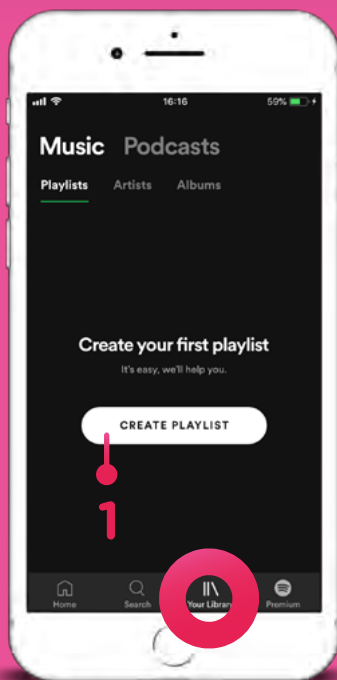 16:16
59%
Music Podcasts
Playlists Artists Albums
Create your first playlist
It's easy, we'll help you.
CREATE PLAYLIST
1
Home Search Your Library Premium